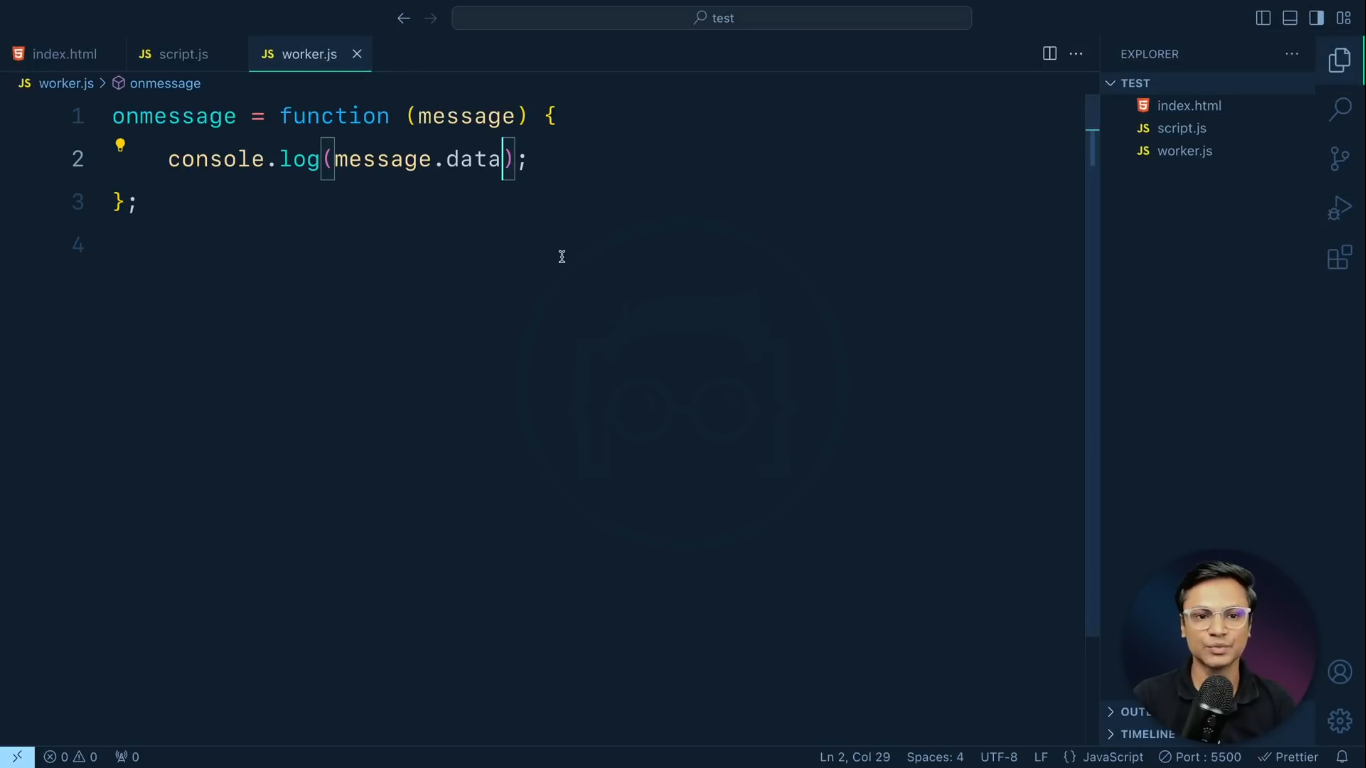 test
index.html
JS script.js
JS worker.js
EXPLORER
JS worker.js > onmessage
TEST
1 onmessage = function (message) {
2 console.log(message.data);
3 };
4
index.html
JS script.js
JS worker.js
OUT
TIMELINE
0 0 0
Ln 2, Col 29 Spaces: 4 UTF-8 LF {} JavaScript Port : 5500 Prettier